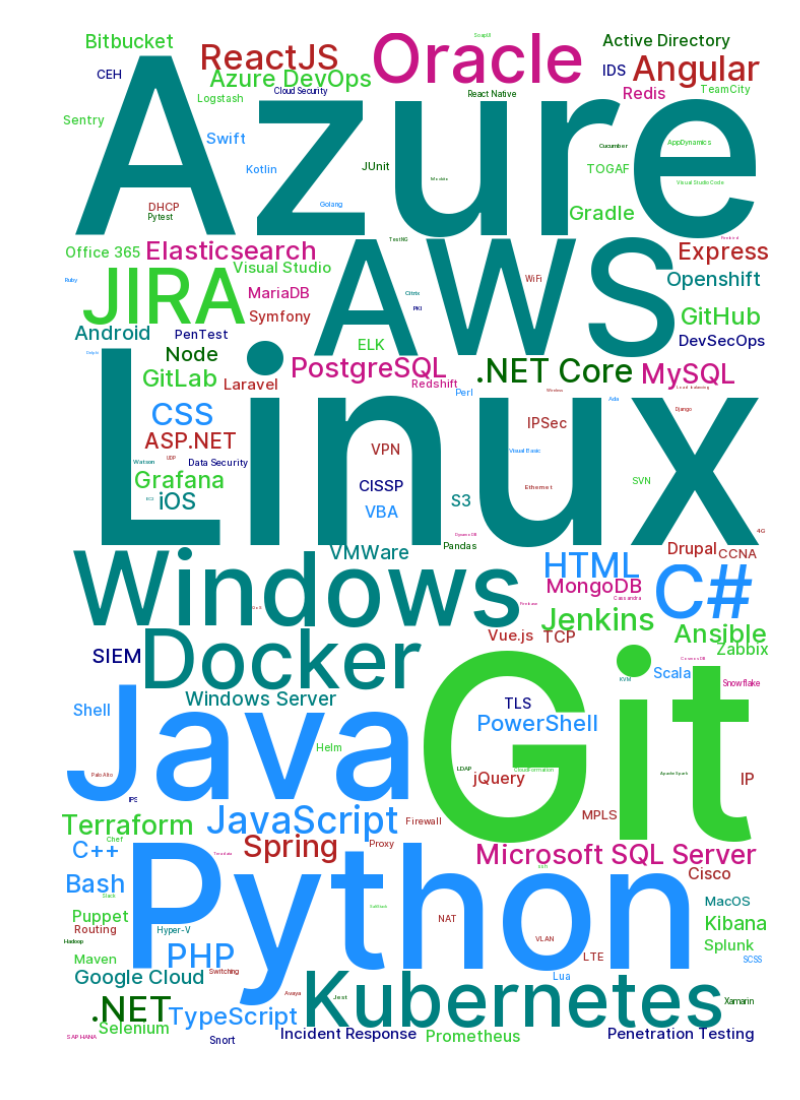 SoapUI
Bitbucket
ReactJS
Oracle
Active Directory
CEH
Azure DevOps
IDS
Angular
Azure
Logstash
Cloud Security
React Native
Redis
TeamCity
Sentry
Swift
Cucumber
AppDynamics
Kotlin
JUnit
TOGAF
Visual Studio Code
DHCP
Pytest
Golang
Gradle
Office 365
Elasticsearch
TestNG
AWS
Express
Visual Studio
Ruby
JIRA
MariaDB
Citrix
WiFi
Openshift
Symfony
GitHub
Android
PenTest
ELK
DevSecOps
Delphi
Node
PostgreSQL
.NET Core
MySQL
Linux
GitLab
Laravel
Redshift
Perl
CSS
Ada
Django
ASP.NET
IPSec
UDP
VPN
Visual Basic
Watson
Data Security
Grafana
CISSP
Ethernet
SVN
iOS
S3
VBA
4G
DynamoDB
VMWare
Pandas
Drupal
CCNA
Windows
HTML
MongoDB
C#
Cassandra
Jenkins
Docker
Vue.js
TCP
Ansible
Zabbix
SIEM
Git
KVM
Scala
Snowflake
Windows Server
Java
Shell
TLS
PowerShell
Helm
LDAP
CloudFormation
Palo Alto
jQuery
Apache Spark
IP
IPS
Terraform
JavaScript
Firewall
MPLS
Chef
C++
Spring
Proxy
Microsoft SQL Server
Python
Bash
Cisco
MacOS
Puppet
Routing
Hyper-V
NAT
Kibana
Hadoop
VLAN
Splunk
Maven
PHP
LTE
SCSS
Google Cloud
Switching
Lua
Kubernetes
.NET
Avaya
Xamarin
Selenium
TypeScript
SAP HANA
Snort
Incident Response
Prometheus
Penetration Testing